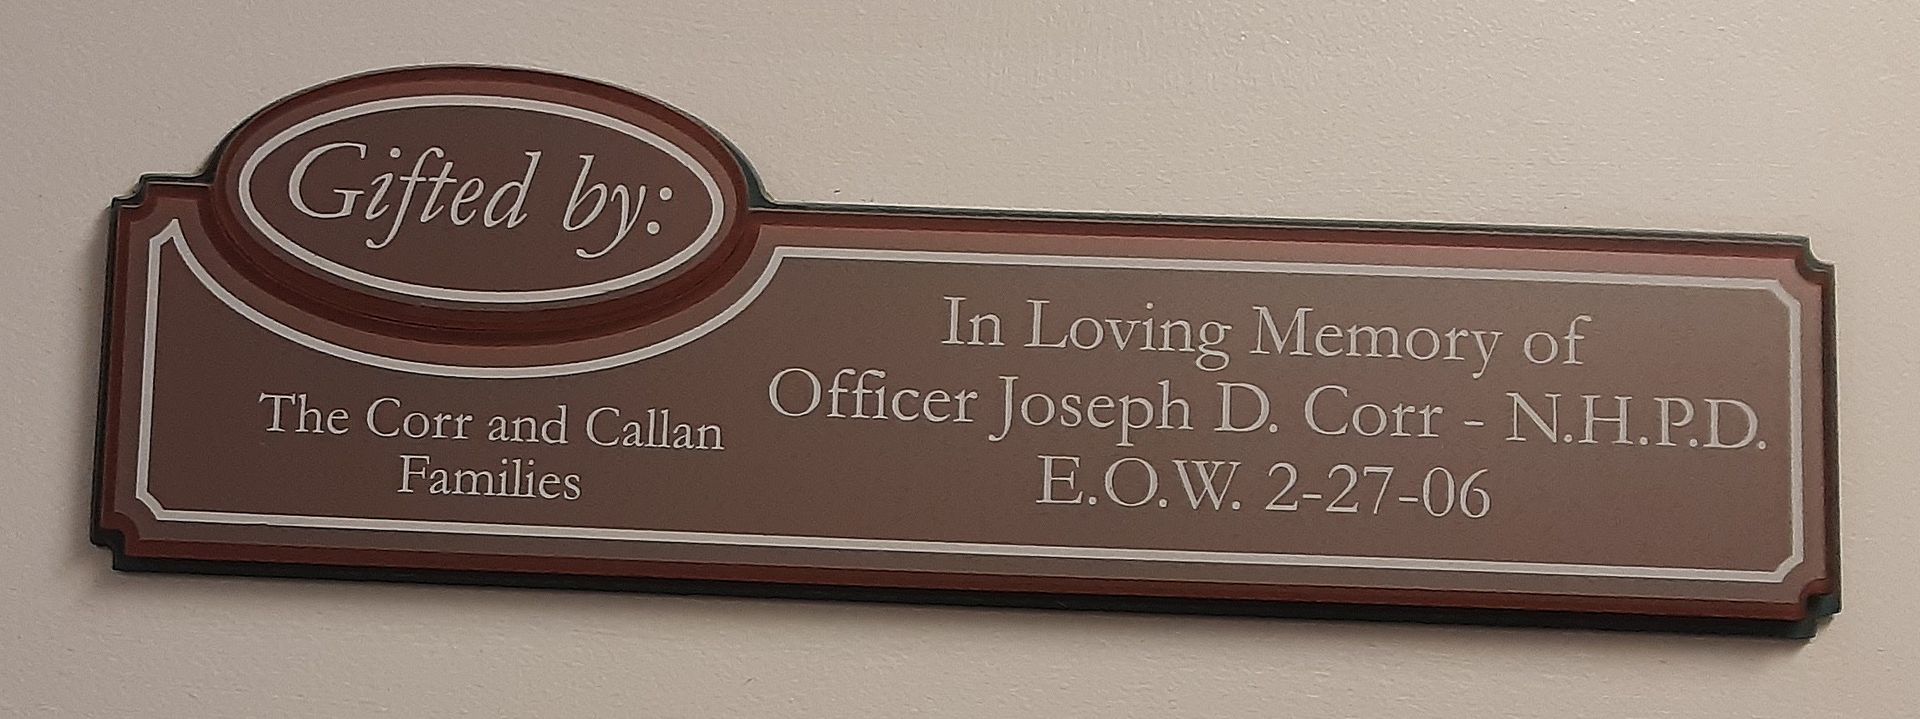 Gifted by:
The Corr and Callan
Families
In Loving Memory of
Officer Joseph D. Corr - N.H.P.D.
E.O.W. 2-27-06